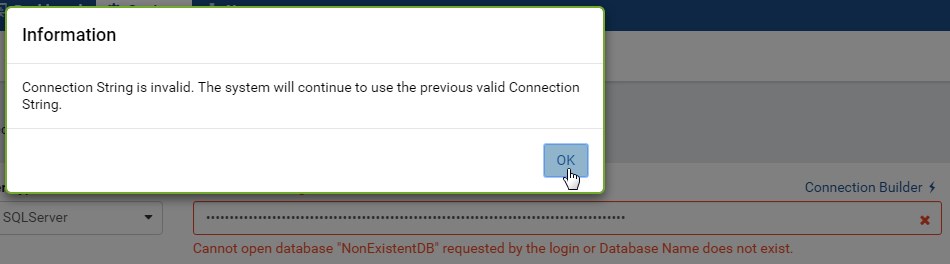 Information
Connection String is invalid. The system will continue to use the previous valid Connection
String.
OK
Connection Builder
SQLServer
Cannot open database "NonExistentDB" requested by the login or Database Name does not exist.